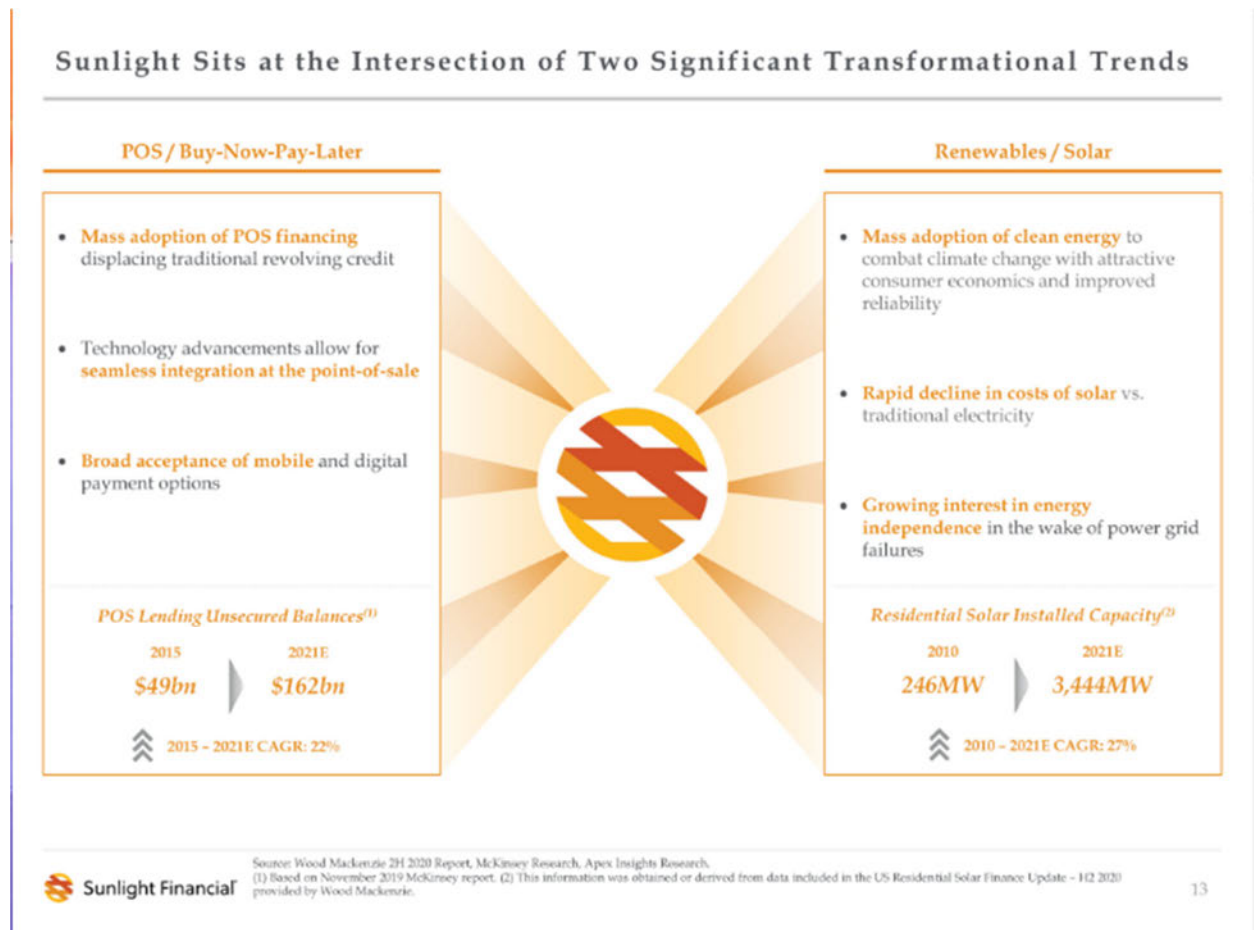 Sunlight Sits at the Intersection of Two Significant Transformational Trends
POS / Buy-Now-Pay-Later
• Mass adoption of POS financing
displacing traditional revolving credit
• Technology advancements allow for
seamless integration at the point-of-sale
• Broad acceptance of mobile and digital
payment options
POS Lending Unsecured Balances(1)
2015 2021E
$49bn $162bn
2015 – 2021E CAGR: 22%
Renewables / Solar
• Mass adoption of clean energy to
combat climate change with attractive
consumer economics and improved
reliability
• Rapid decline in costs of solar vs.
traditional electricity
• Growing interest in energy
independence in the wake of power grid
failures
Residential Solar Installed Capacity(2)
2010 2021E
246MW 3,444MW
2010 – 2021E CAGR: 27%
Sunlight Financial
Source: Wood Mackenzie 2H 2020 Report, McKinsey Research, Apex Insights Research.
(1) Based on November 2019 McKinsey report. (2) This information was obtained or derived from data included in the US Residential Solar Finance Update – H2 2020
provided by Wood Mackenzie.
13